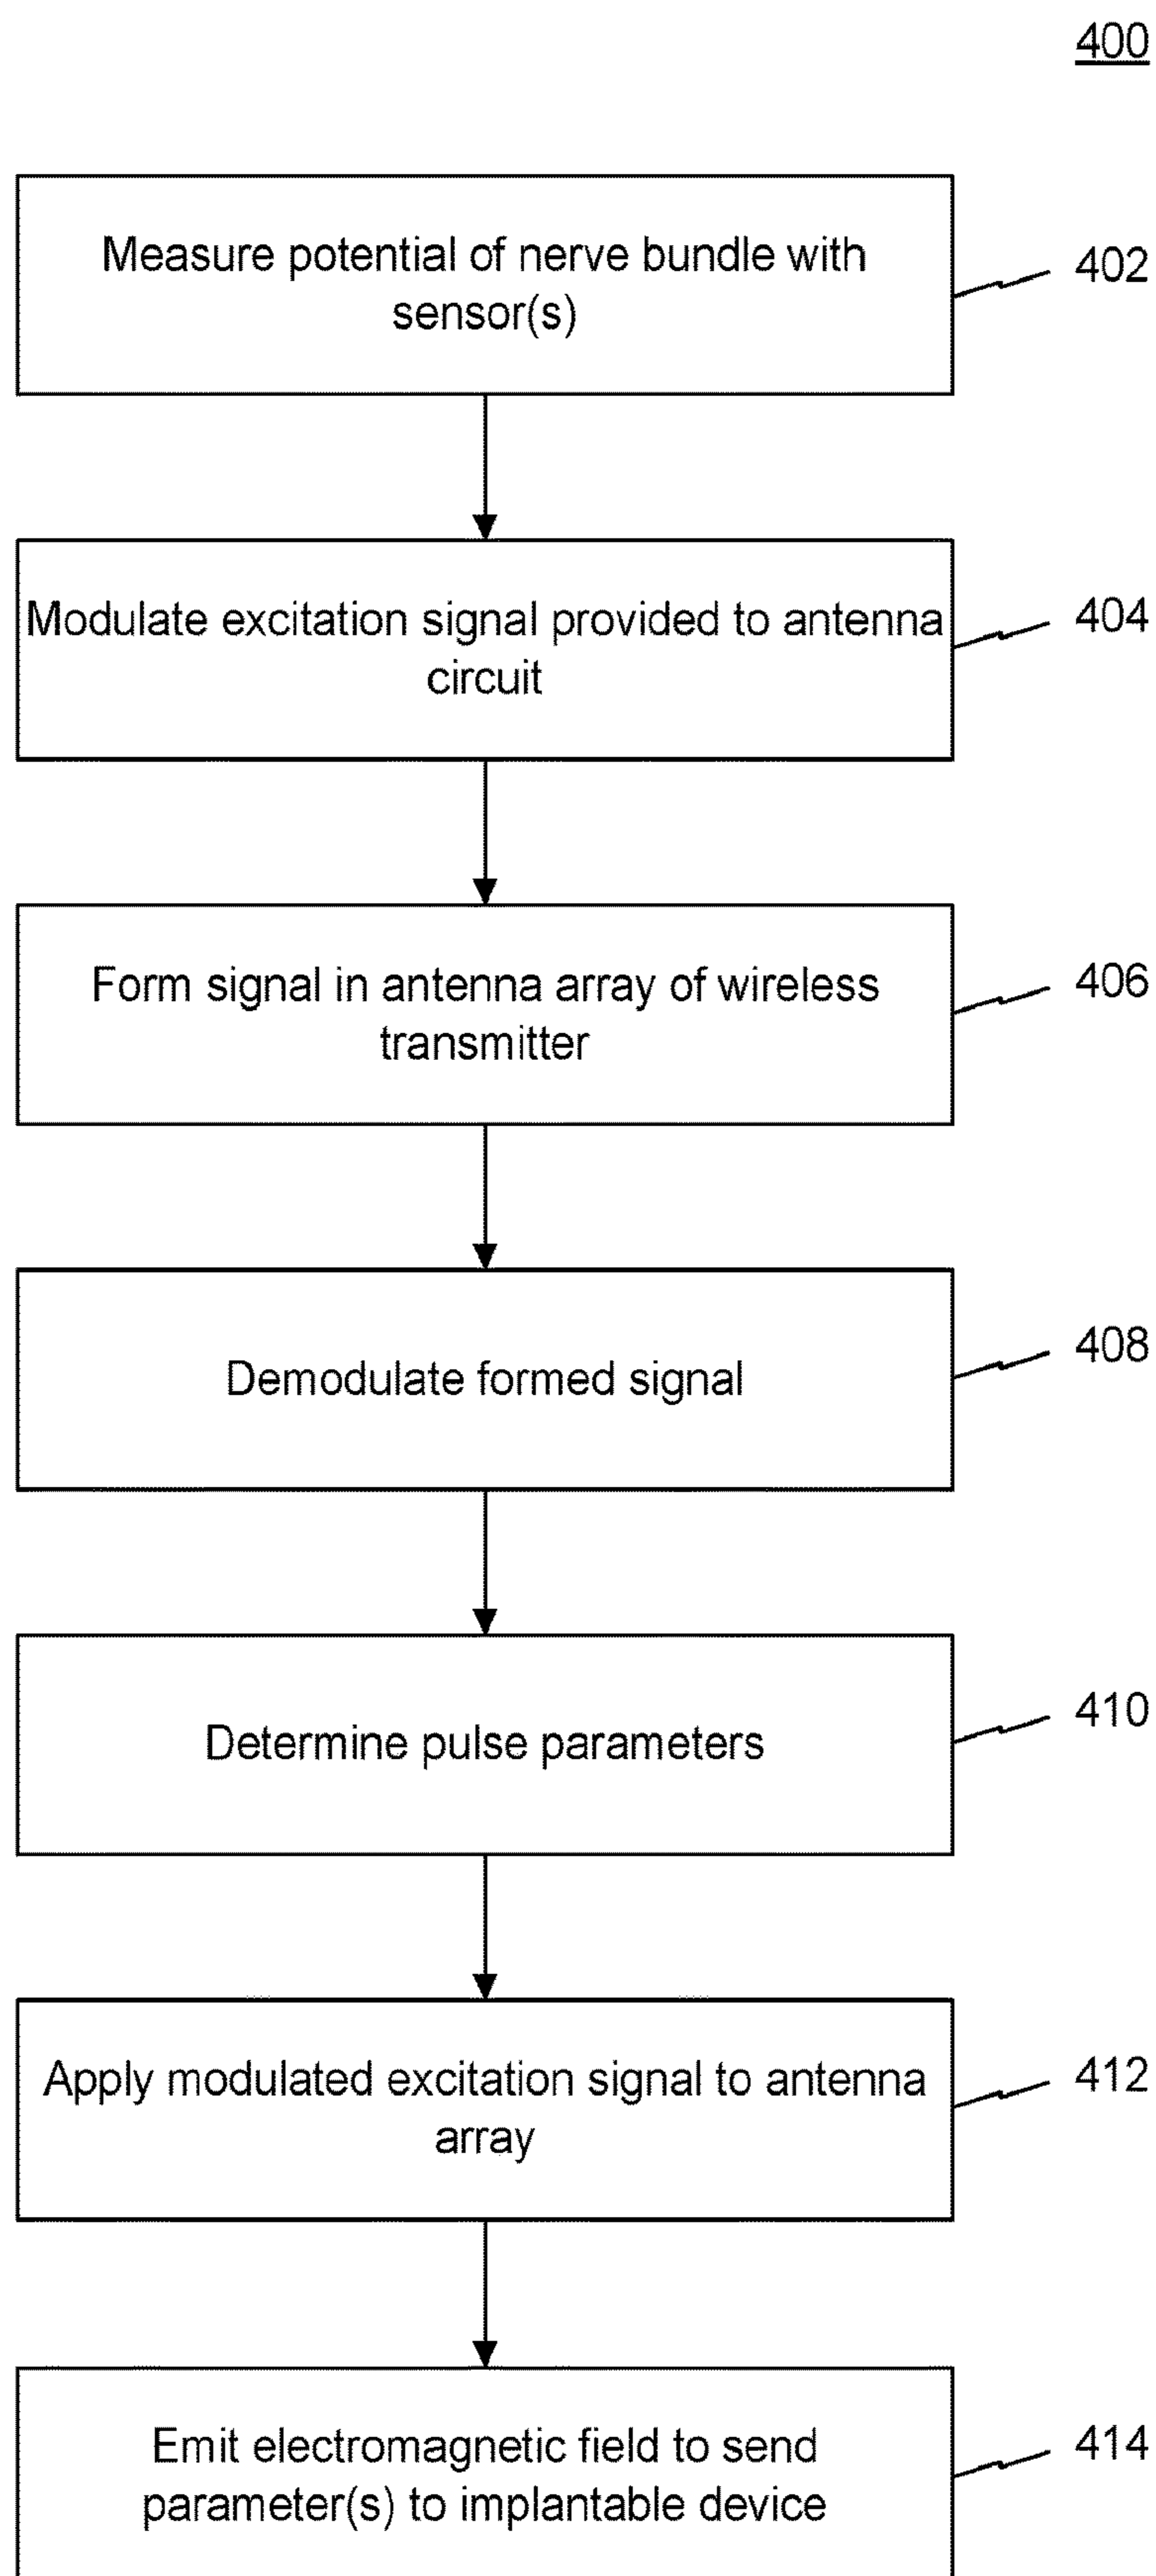 400
Measure potential of nerve bundle with
sensor(s)
402
Modulate excitation signal provided to antenna
circuit
404
Form signal in antenna array of wireless
transmitter
406
Demodulate formed signal
408
Determine pulse parameters
410
Apply modulated excitation signal to antenna
array
412
Emit electromagnetic field to send
parameter(s) to implantable device
414